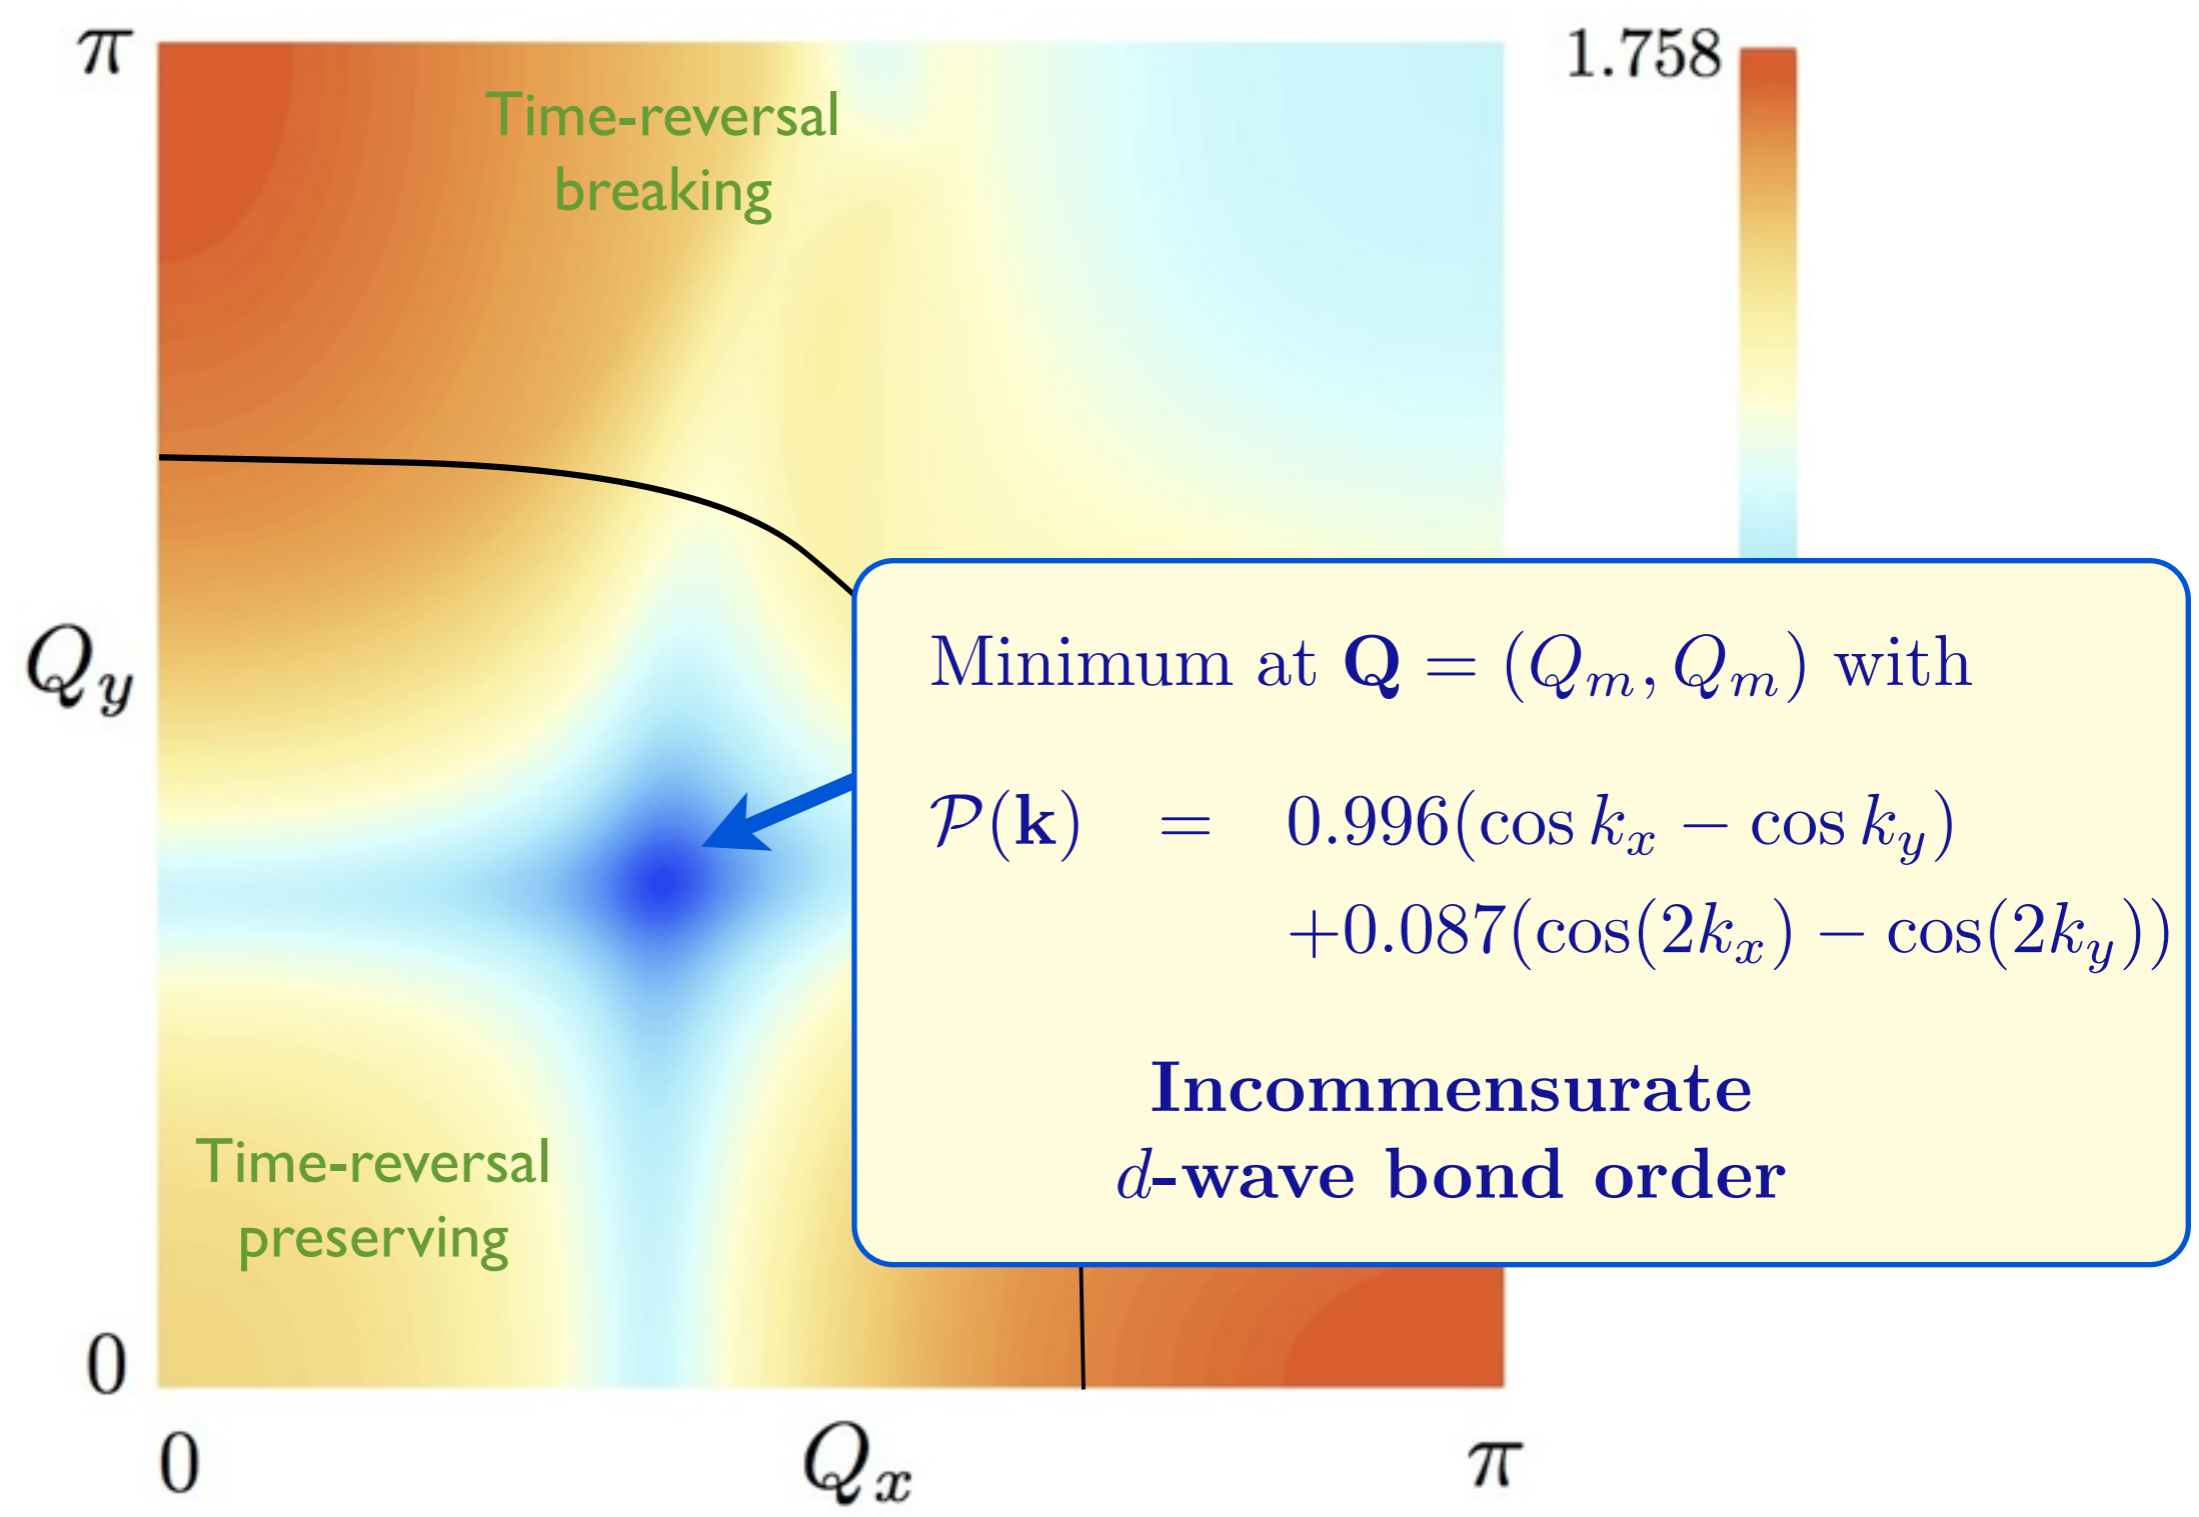 π
1.758
Time-reversal
breaking
Q_y
Minimum at **Q** = (Q_m, Q_m) with
𝒫(**k**) = 0.996(cos k_x − cos k_y)
+0.087(cos(2k_x) − cos(2k_y))
Incommensurate
d-wave bond order
Time-reversal
preserving
0
0
Q_x
π